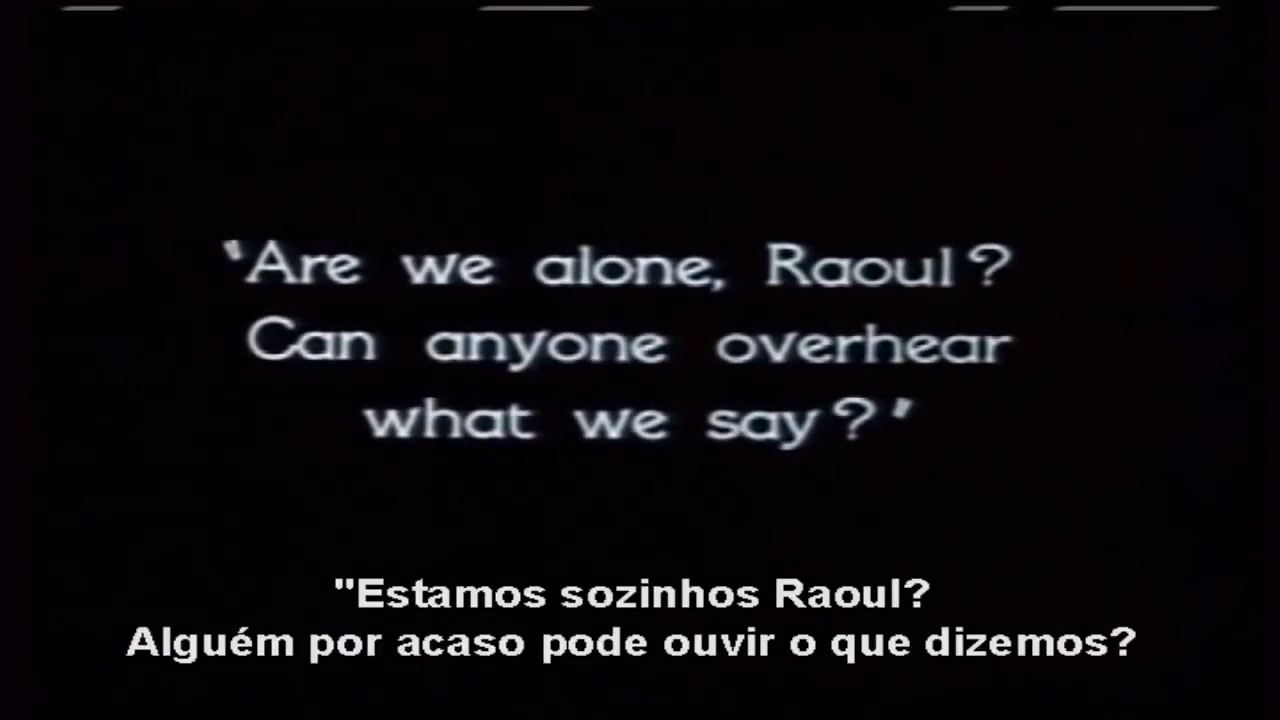 "Are we alone, Raoul?
Can anyone overhear
what we say?"
"Estamos sozinhos Raoul?
Alguém por acaso pode ouvir o que dizemos?